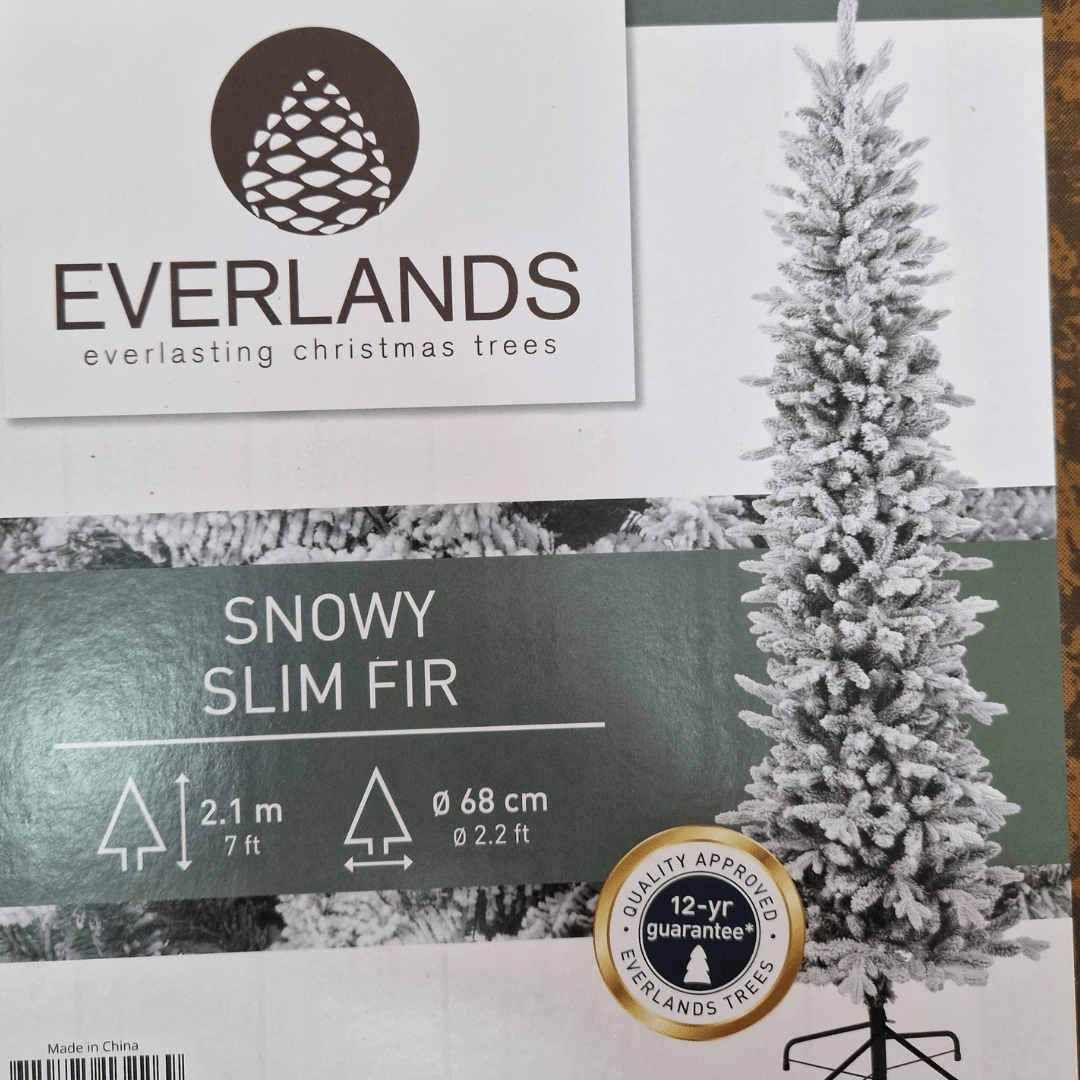 EVERLANDS
everlasting christmas trees
SNOWY
SLIM FIR
2.1 m
7 ft
Ø 68 cm
Ø 2.2 ft
QUALITY APPROVED
12-yr
guarantee*
EVERLANDS TREES
Made in China